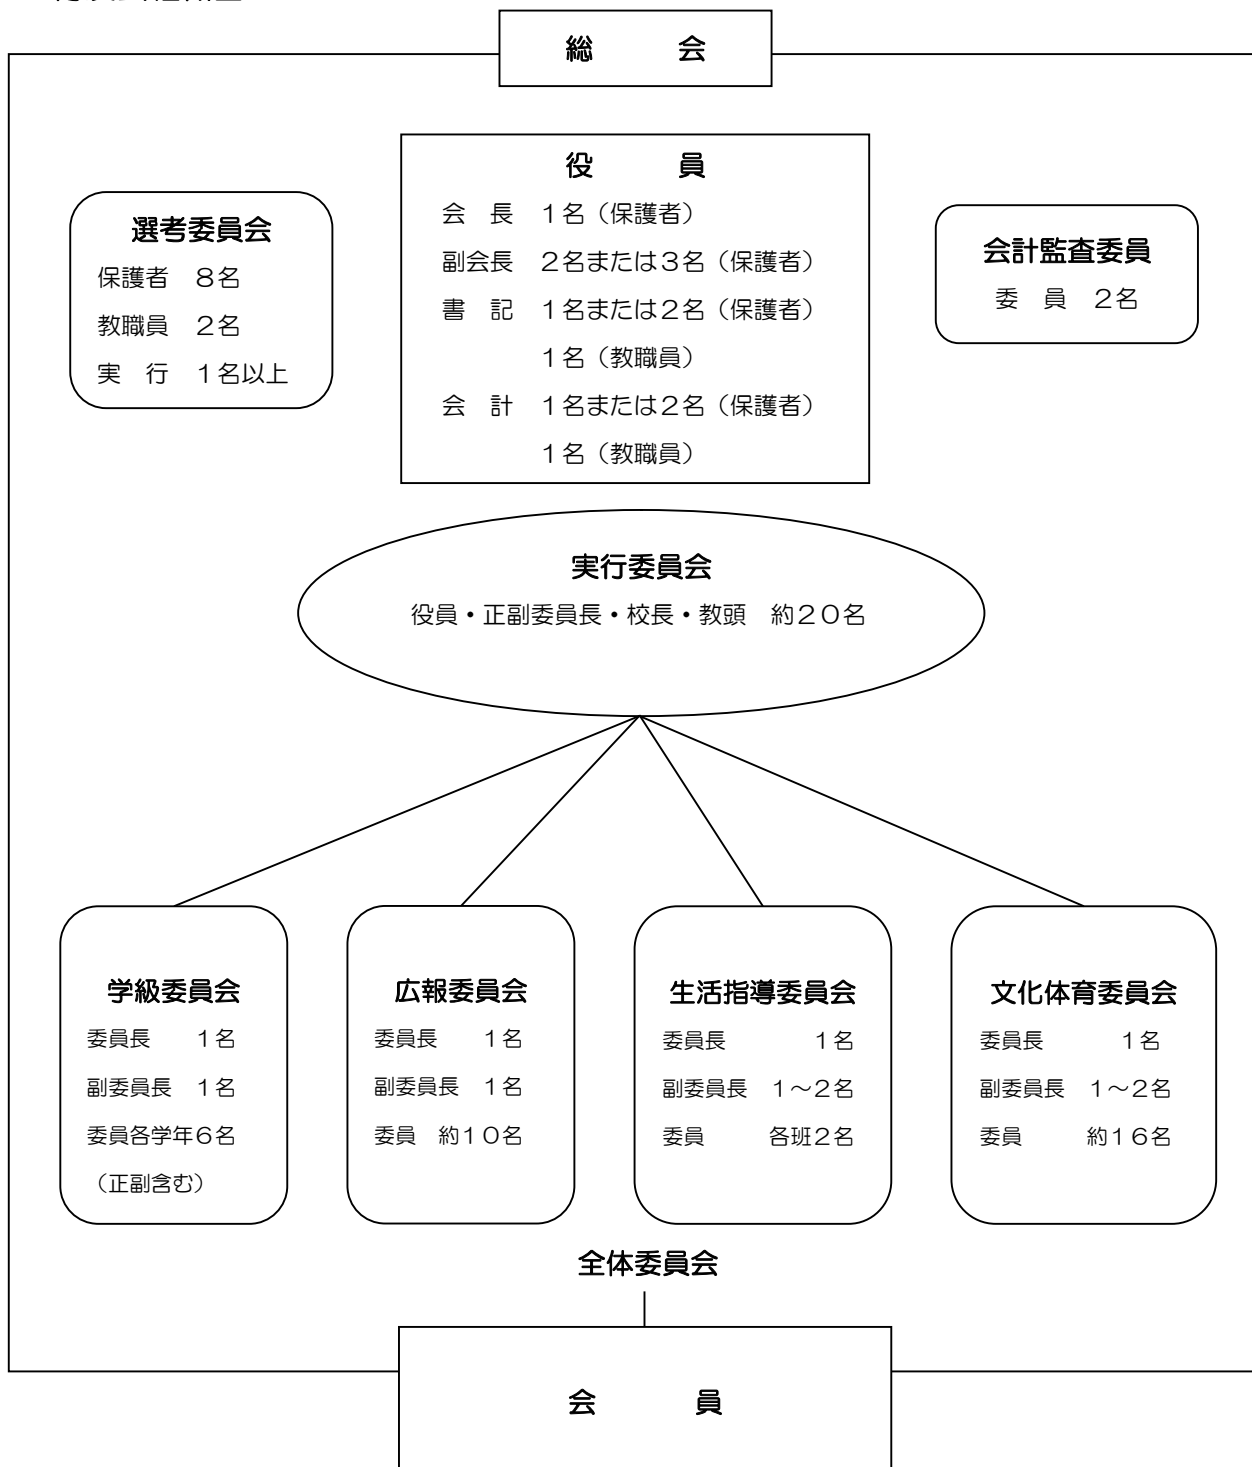 総　　会
役　　員
会　長　１名（保護者）
副会長　２名または３名（保護者）
書　記　１名または２名（保護者）
１名（教職員）
会　計　１名または２名（保護者）
１名（教職員）
選考委員会
保護者　８名
教職員　２名
実　行　１名以上
会計監査委員
委　員　２名
実行委員会
役員・正副委員長・校長・教頭　約２０名
学級委員会
委員長　１名
副委員長　１名
委員各学年６名
（正副含む）
広報委員会
委員長　１名
副委員長　１名
委員　約１０名
生活指導委員会
委員長　１名
副委員長　１～２名
委員　各班２名
文化体育委員会
委員長　１名
副委員長　１～２名
委員　約１６名
全体委員会
会　　員